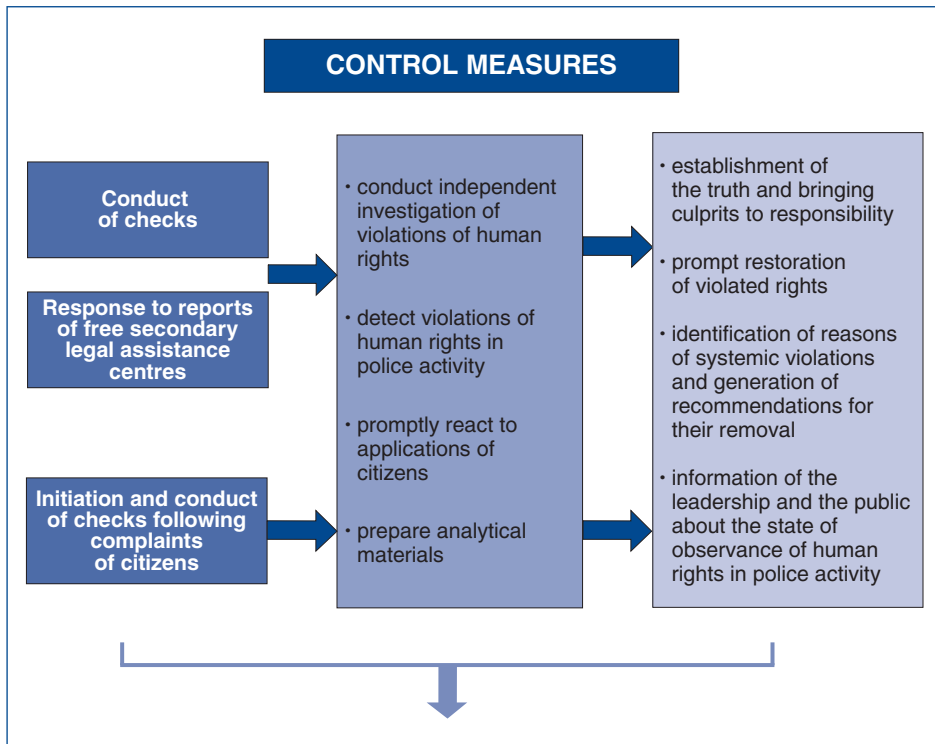 CONTROL MEASURES
Conduct
of checks
Response to reports
of free secondary
legal assistance
centres
Initiation and conduct
of checks following
complaints
of citizens
· conduct independent
investigation of
violations of human
rights
· detect violations of
human rights in
police activity
· promptly react to
applications of
citizens
· prepare analytical
materials
· establishment of
the truth and bringing
culprits to responsibility
· prompt restoration
of violated rights
· identification of reasons
of systemic violations
and generation of
recommendations for
their removal
· information of the
leadership and the public
about the state of
observance of human
rights in police activity